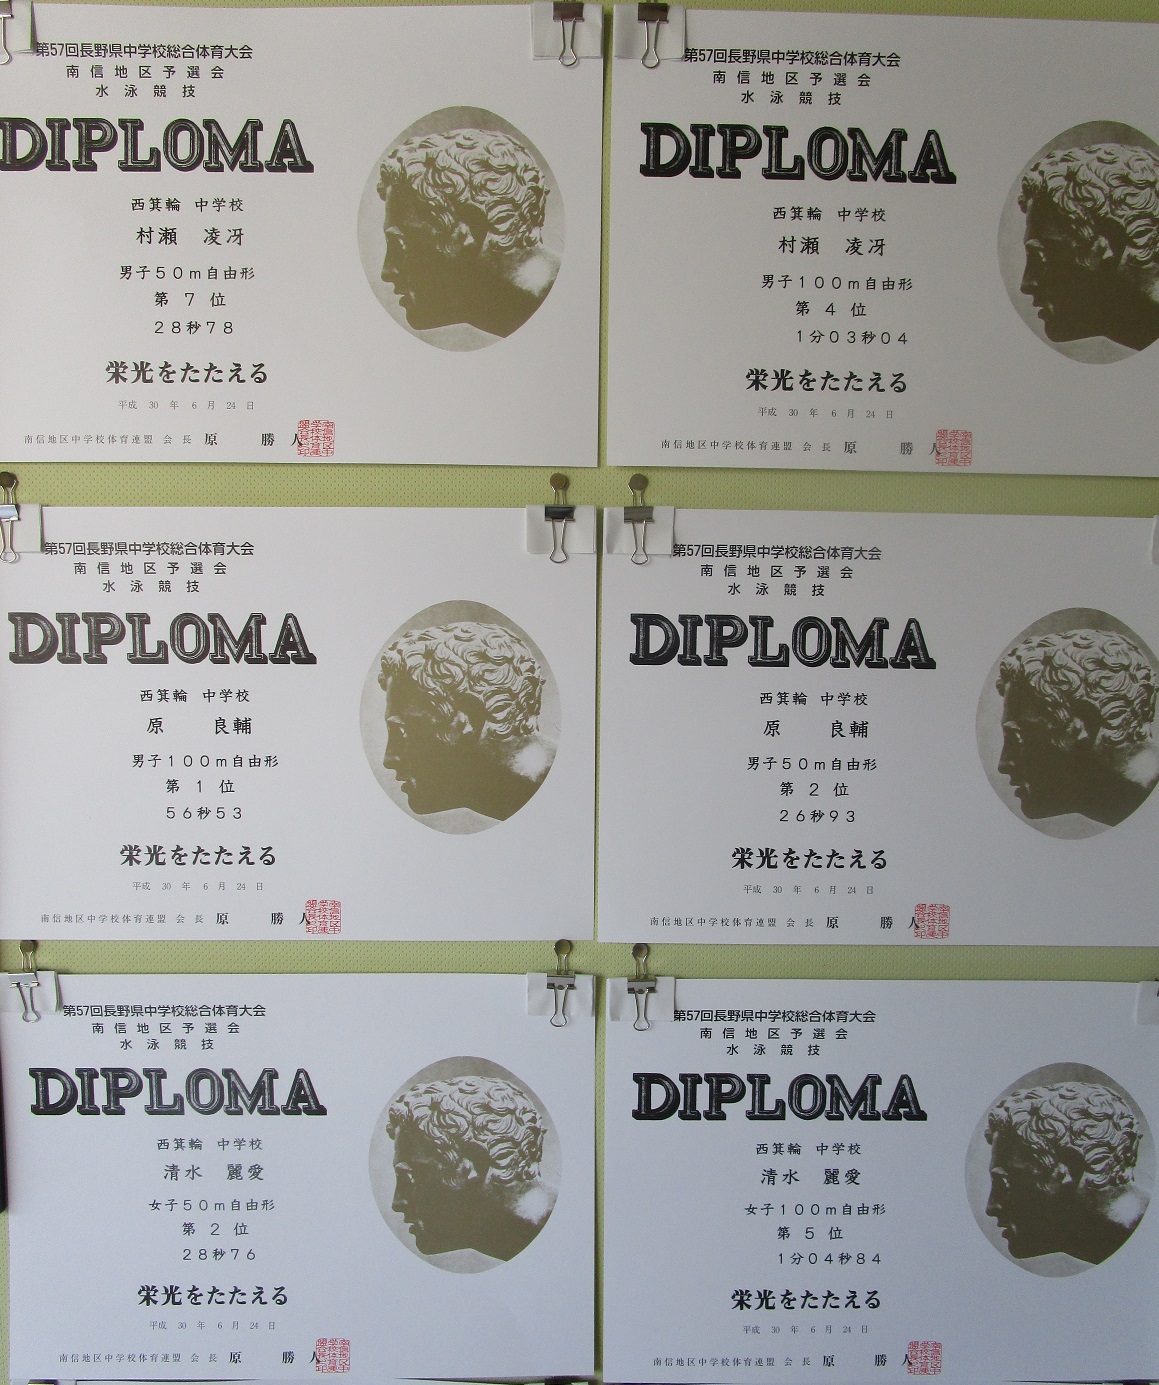 第57回長野県中学校総合体育大会
南信地区予選会
水泳競技
DIPLOMA
西箕輪 中学校
村瀬 凌冴
男子50m自由形
第 7 位
28秒78
栄光をたたえる
平成 30 年 6 月 24 日
南信地区中学校体育連盟 会長 原 勝人
第57回長野県中学校総合体育大会
南信地区予選会
水泳競技
DIPLOMA
西箕輪 中学校
村瀬 凌冴
男子100m自由形
第 4 位
1分03秒04
栄光をたたえる
平成 30 年 6 月 24 日
南信地区中学校体育連盟 会長 原 勝人
第57回長野県中学校総合体育大会
南信地区予選会
水泳競技
DIPLOMA
西箕輪 中学校
原 良輔
男子100m自由形
第 1 位
56秒53
栄光をたたえる
平成 30 年 6 月 24 日
南信地区中学校体育連盟 会長 原 勝人
第57回長野県中学校総合体育大会
南信地区予選会
水泳競技
DIPLOMA
西箕輪 中学校
原 良輔
男子50m自由形
第 2 位
26秒93
栄光をたたえる
平成 30 年 6 月 24 日
南信地区中学校体育連盟 会長 原 勝人
第57回長野県中学校総合体育大会
南信地区予選会
水泳競技
DIPLOMA
西箕輪 中学校
清水 麗愛
女子50m自由形
第 2 位
28秒76
栄光をたたえる
平成 30 年 6 月 24 日
南信地区中学校体育連盟 会長 原 勝人
第57回長野県中学校総合体育大会
南信地区予選会
水泳競技
DIPLOMA
西箕輪 中学校
清水 麗愛
女子100m自由形
第 5 位
1分04秒84
栄光をたたえる
平成 30 年 6 月 24 日
南信地区中学校体育連盟 会長 原 勝人